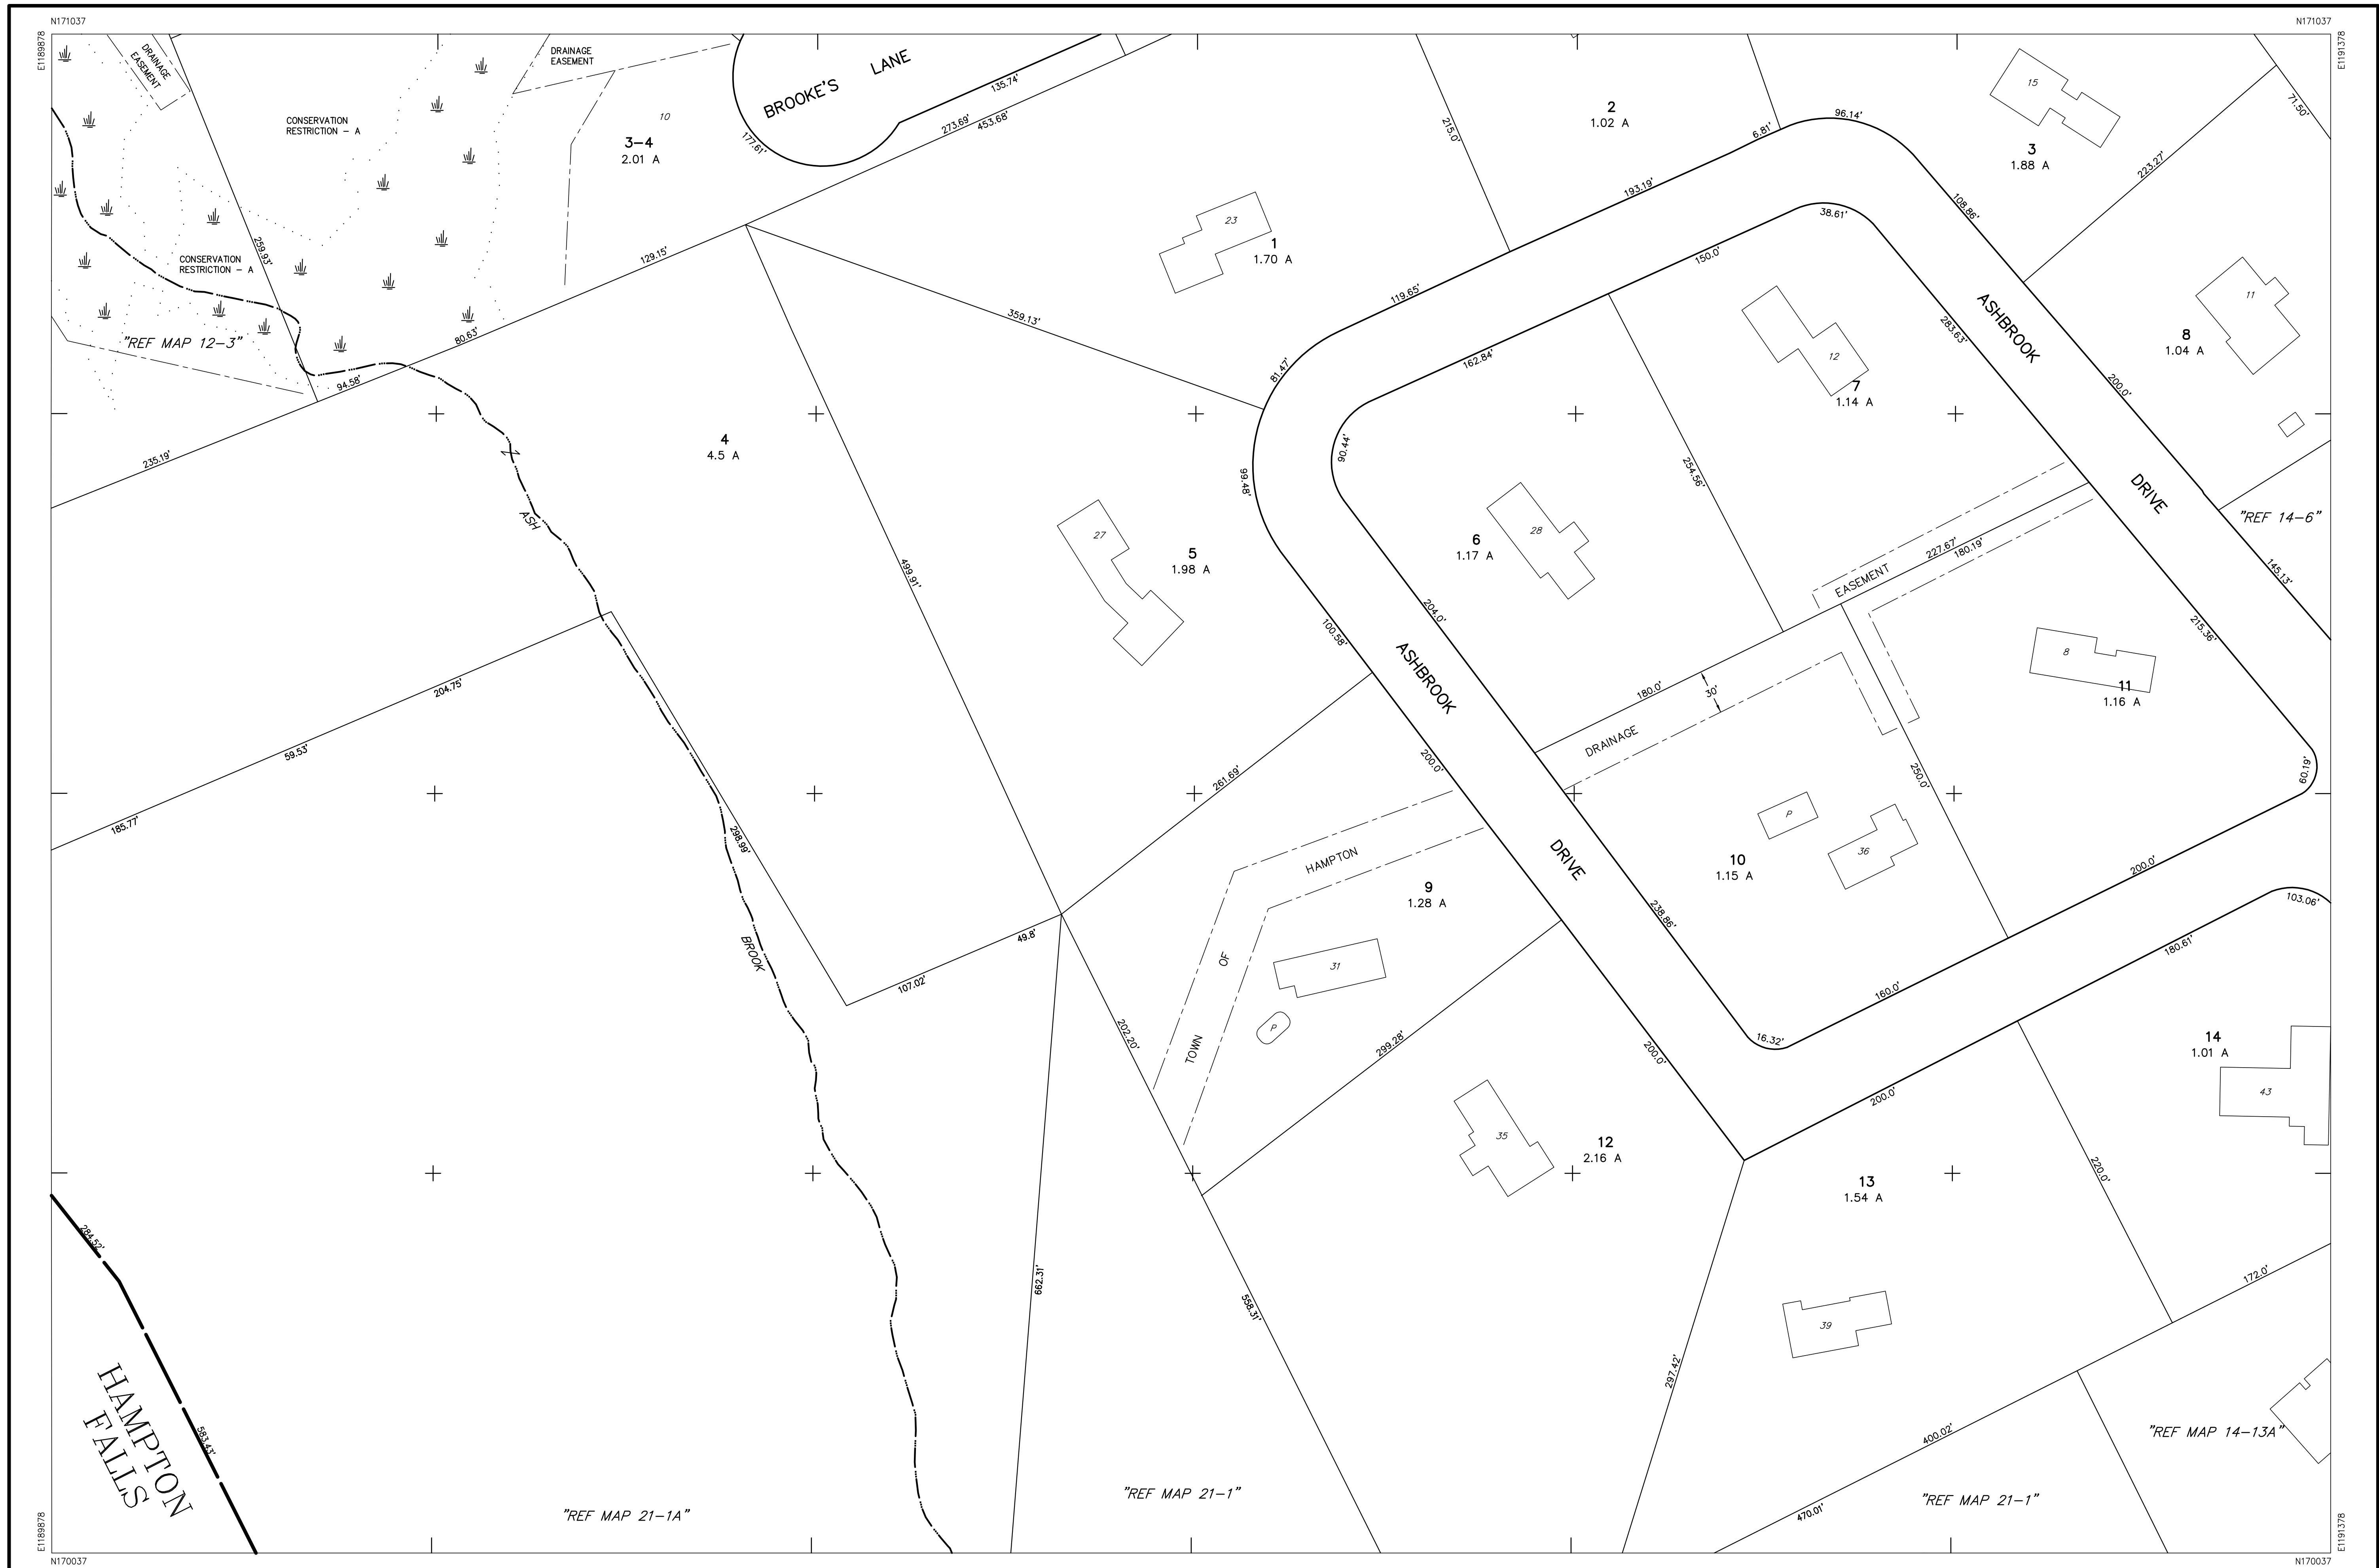 N171037
N171037
E1189878
E1191378
DRAINAGE
EASEMENT
CONSERVATION
RESTRICTION - A
DRAINAGE
EASEMENT
10
3-4
2.01 A
BROOKE'S LANE
177.61'
135.74'
273.69'
453.68'
215.0'
2
1.02 A
6.81'
96.14'
15
3
1.88 A
71.50'
223.27'
259.93'
CONSERVATION
RESTRICTION - A
129.15'
23
1
1.70 A
193.19'
38.61'
108.86'
"REF MAP 12-3"
80.63'
94.58'
359.13'
119.65'
150.0'
81.47'
162.84'
12
7
1.14 A
283.63'
ASHBROOK
11
8
1.04 A
200.0'
235.19'
4
4.5 A
Z
ASH
99.48'
90.44'
254.56'
DRIVE
"REF 14-6"
27
5
1.98 A
499.91'
6
1.17 A
28
227.67'
180.19'
EASEMENT
145.13'
204.0'
100.58'
ASHBROOK
8
11
1.16 A
215.36'
204.75'
59.53'
180.0'
30'
DRAINAGE
250.0'
60.19'
185.77'
298.99'
261.69'
200.0'
P
36
10
1.15 A
DRIVE
HAMPTON
9
1.28 A
200.0'
103.06'
238.86'
BROOK
49.8'
107.02'
OF
31
180.61'
160.0'
202.20'
TOWN
P
299.28'
200.0'
16.32'
14
1.01 A
43
200.0'
35
12
2.16 A
13
1.54 A
220.0'
284.52'
662.31'
558.31'
39
172.0'
297.42'
HAMPTON
FALLS
583.43'
400.02'
"REF MAP 14-13A"
"REF MAP 21-1A"
"REF MAP 21-1"
470.01'
"REF MAP 21-1"
E1189878
E1191378
N170037
N170037